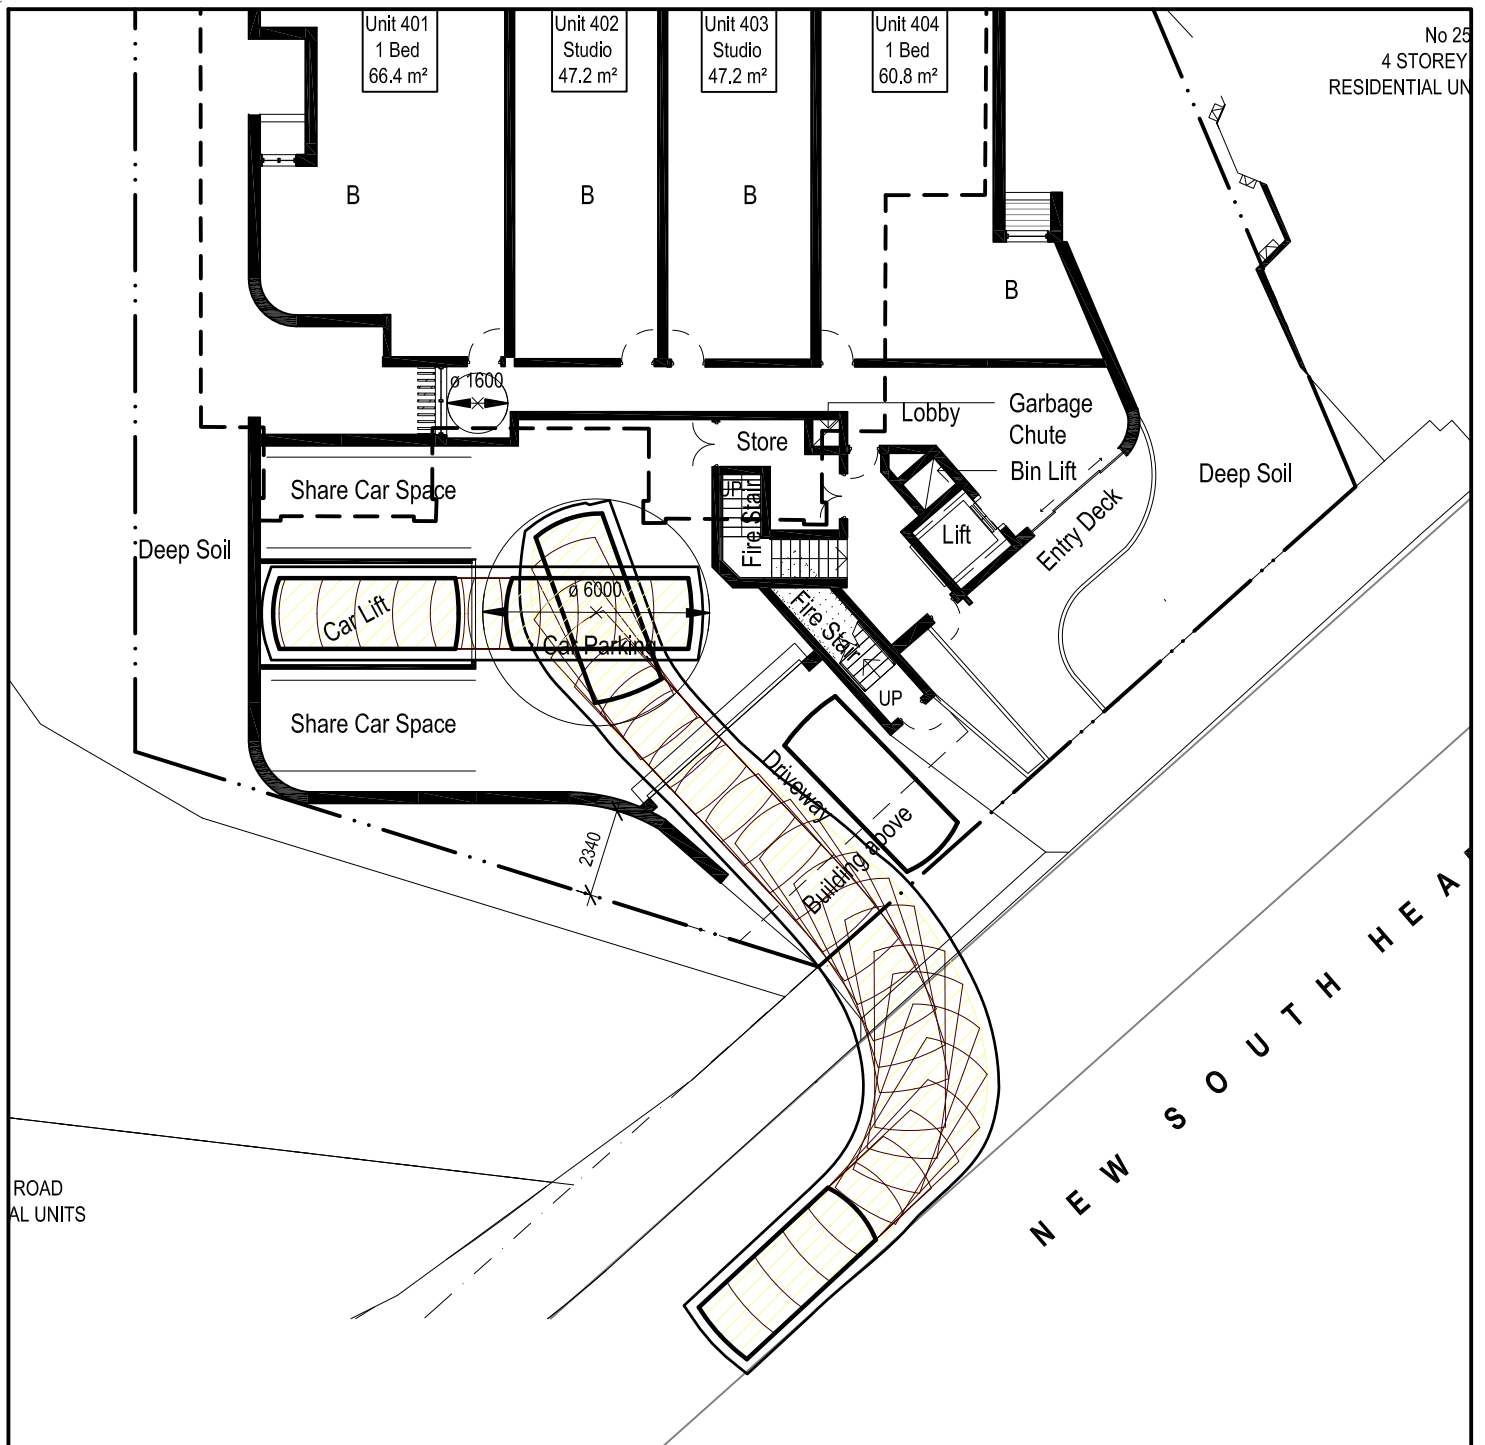 Unit 401
1 Bed
66.4 m²
Unit 402
Studio
47.2 m²
Unit 403
Studio
47.2 m²
Unit 404
1 Bed
60.8 m²
No 25
4 STOREY
RESIDENTIAL UN
B
B
B
B
ø 1600
Lobby
Garbage
Chute
Store
Bin Lift
Deep Soil
Share Car Space
UP
Fire Stair
Lift
Entry Deck
Deep Soil
ø 6000
Car Lift
Car Parking
Fire Stair
UP
Share Car Space
Driveway
Building above
2340
NEW SOUTH HEA
ROAD
AL UNITS